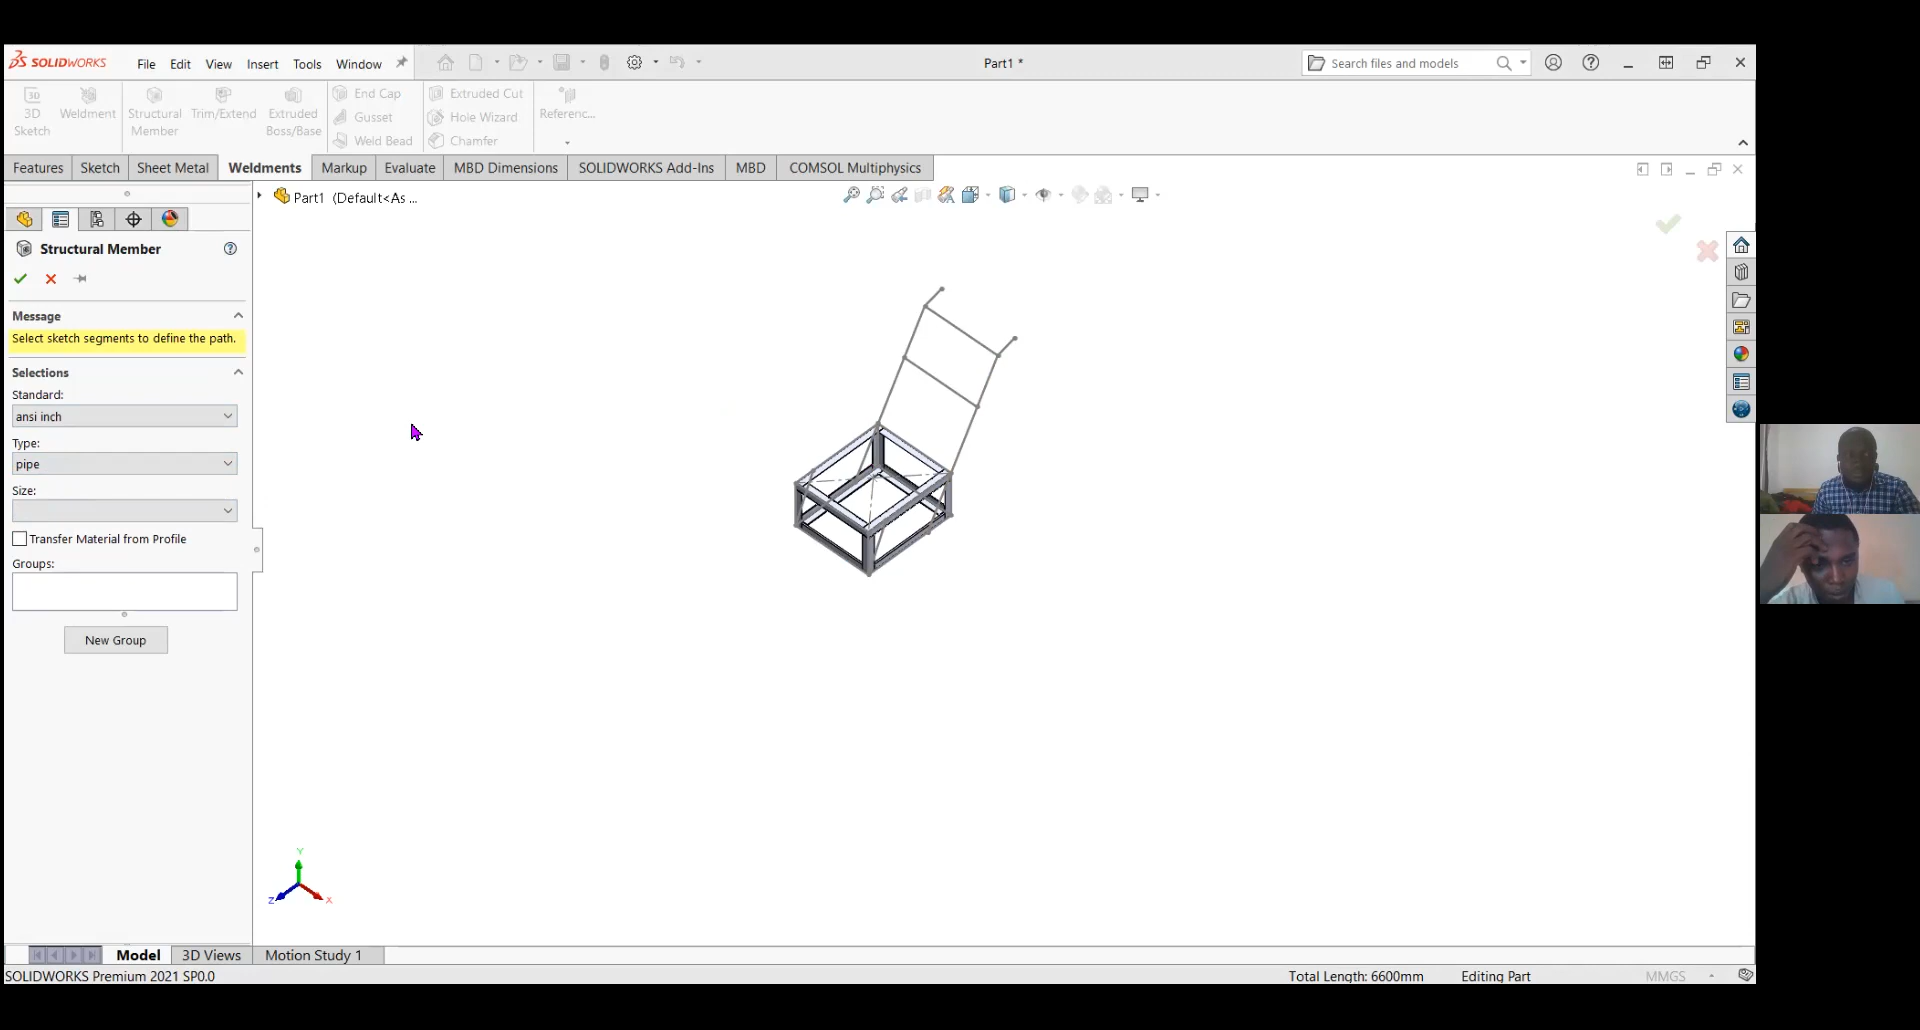 SOLIDWORKS File Edit View Insert Tools Window Part1 * Search files and models
3D Sketch
Weldment
Structural Member
Trim/Extend
Extruded Boss/Base
End Cap
Gusset
Weld Bead
Extruded Cut
Hole Wizard
Chamfer
Referenc...
Features Sketch Sheet Metal Weldments Markup Evaluate MBD Dimensions SOLIDWORKS Add-Ins MBD COMSOL Multiphysics
Part1 (Default<As ...
Structural Member
Message
Select sketch segments to define the path.
Selections
Standard:
ansi inch
Type:
pipe
Size:
Transfer Material from Profile
Groups:
New Group
Y
Z
X
Model 3D Views Motion Study 1
SOLIDWORKS Premium 2021 SP0.0 Total Length: 6600mm Editing Part MMGS